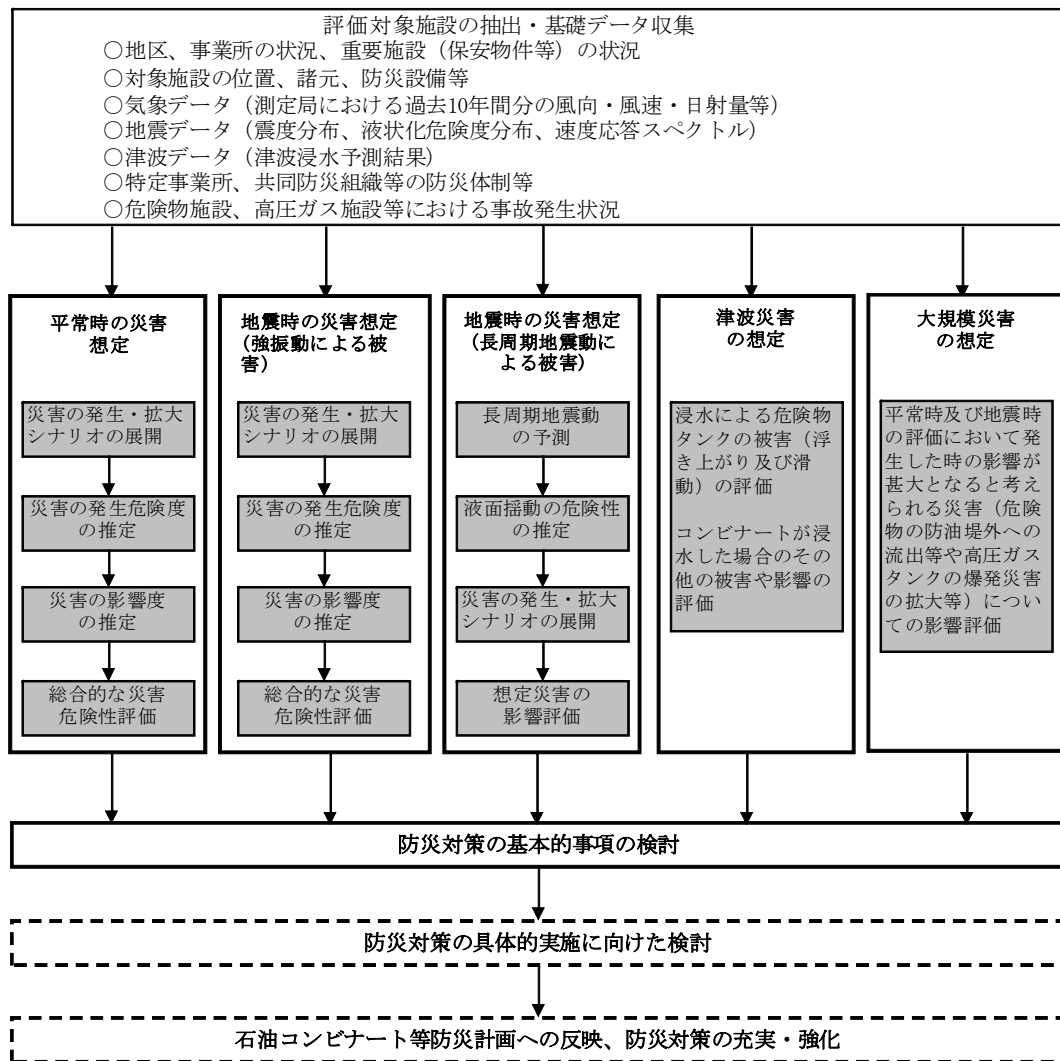 評価対象施設の抽出・基礎データ収集
○地区、事業所の状況、重要施設（保安物件等）の状況
○対象施設の位置、諸元、防災設備等
○気象データ（測定局における過去10年間分の風向・風速・日射量等）
○地震データ（震度分布、液状化危険度分布、速度応答スペクトル）
○津波データ（津波浸水予測結果）
○特定事業所、共同防災組織等の防災体制等
○危険物施設、高圧ガス施設等における事故発生状況
平常時の災害
想定
災害の発生・拡大
シナリオの展開
災害の発生危険度
の推定
災害の影響度
の推定
総合的な災害
危険性評価
地震時の災害想定
（強振動による被
害）
災害の発生・拡大
シナリオの展開
災害の発生危険度
の推定
災害の影響度
の推定
総合的な災害
危険性評価
地震時の災害想定
（長周期地震動に
よる被害）
長周期地震動
の予測
液面揺動の危険性
の推定
災害の発生・拡大
シナリオの展開
想定災害の
影響評価
津波災害
の想定
浸水による危険物
タンクの被害（浮
き上がり及び滑
動）の評価
コンビナートが浸
水した場合のその
他の被害や影響の
評価
大規模災害
の想定
平常時及び地震時
の評価において発
生した時の影響が
甚大となると考え
られる災害（危険
物の防油堤外への
流出等や高圧ガス
タンクの爆発災害
の拡大等）につい
ての影響評価
防災対策の基本的事項の検討
防災対策の具体的実施に向けた検討
石油コンビナート等防災計画への反映、防災対策の充実・強化